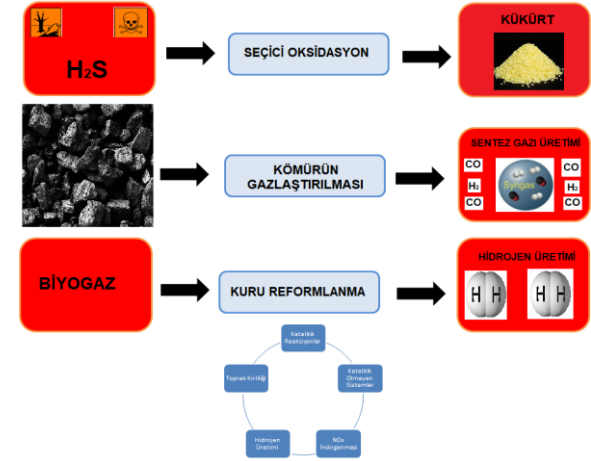 H₂S
SEÇİCİ OKSİDASYON
KÜKÜRT
KÖMÜRÜN
GAZLAŞTIRILMASI
SENTEZ GAZI ÜRETİMİ
CO
H₂
CO
Syngas
CO
H₂
CO
BİYOGAZ
KURU REFORMLANMA
HİDROJEN ÜRETİMİ
H H
H H
Katalitik
Reaksiyonlar
Toprak Kirliliği
Katalitik
Olmayan
Sistemler
Hidrojen
Üretimi
NOx
İndirgenmesi